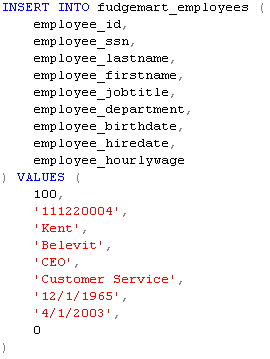 INSERT INTO fudgemart_employees (
employee_id,
employee_ssn,
employee_lastname,
employee_firstname,
employee_jobtitle,
employee_department,
employee_birthdate,
employee_hiredate,
employee_hourlywage
) VALUES (
100,
'111220004',
'Kent',
'Belevit',
'CEO',
'Customer Service',
'12/1/1965',
'4/1/2003',
0
)